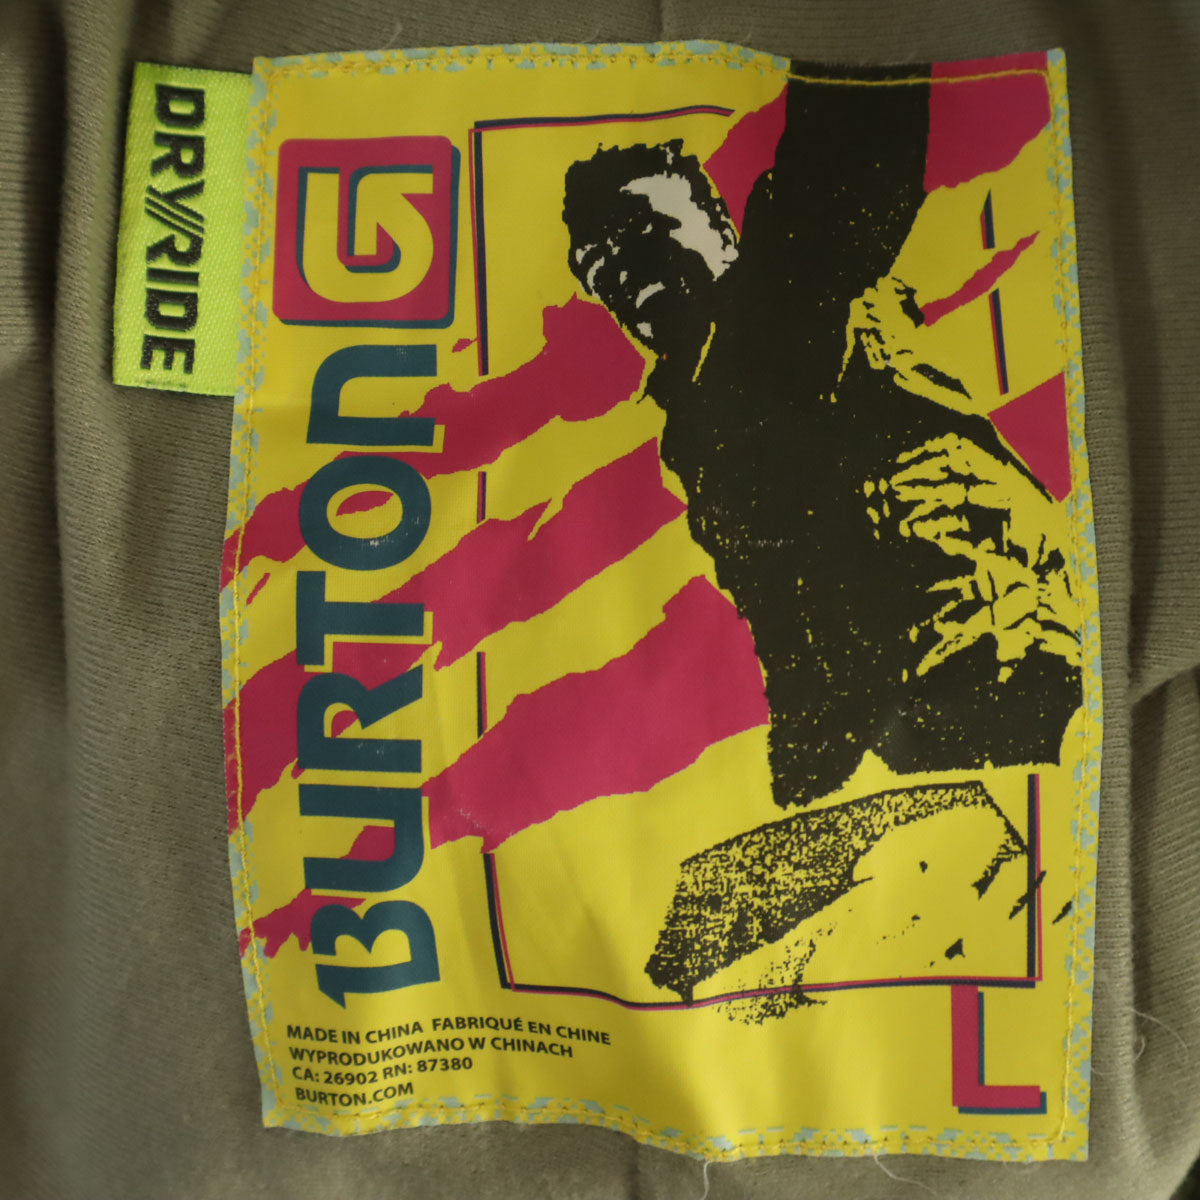 DRY///RIDE
BURTON
MADE IN CHINA FABRIQUÉ EN CHINE
WYPRODUKOWANO W CHINACH
CA: 26902 RN: 87380
BURTON.COM
L